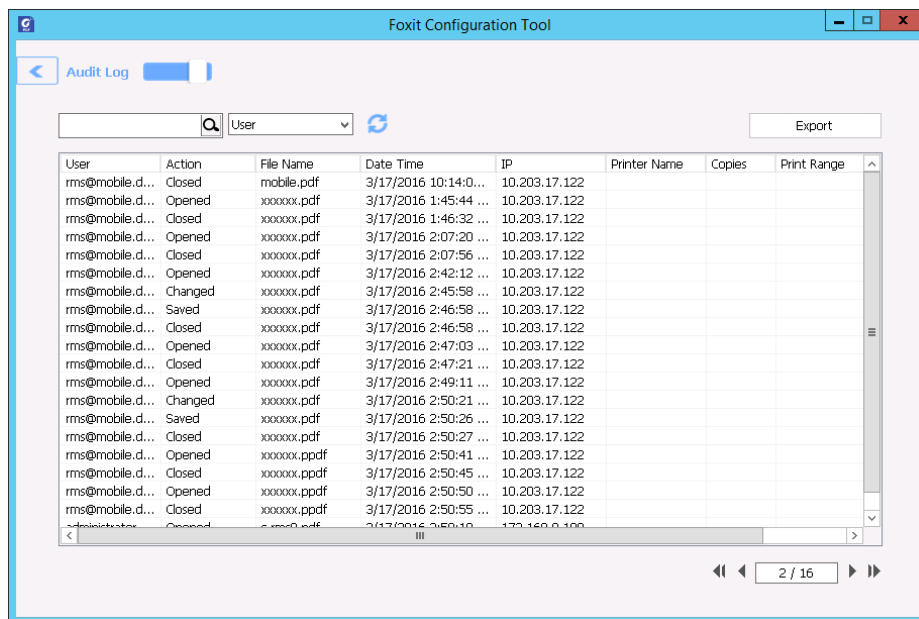 Foxit Configuration Tool
Audit Log
User
Export
User Action File Name Date Time IP Printer Name Copies Print Range
rms@mobile.d... Closed mobile.pdf 3/17/2016 10:14:0... 10.203.17.122
rms@mobile.d... Opened xxxxxx.pdf 3/17/2016 1:45:44 ... 10.203.17.122
rms@mobile.d... Closed xxxxxx.pdf 3/17/2016 1:46:32 ... 10.203.17.122
rms@mobile.d... Opened xxxxxx.pdf 3/17/2016 2:07:20 ... 10.203.17.122
rms@mobile.d... Closed xxxxxx.pdf 3/17/2016 2:07:56 ... 10.203.17.122
rms@mobile.d... Opened xxxxxx.pdf 3/17/2016 2:42:12 ... 10.203.17.122
rms@mobile.d... Changed xxxxxx.pdf 3/17/2016 2:45:58 ... 10.203.17.122
rms@mobile.d... Saved xxxxxx.pdf 3/17/2016 2:46:58 ... 10.203.17.122
rms@mobile.d... Closed xxxxxx.pdf 3/17/2016 2:46:58 ... 10.203.17.122
rms@mobile.d... Opened xxxxxx.pdf 3/17/2016 2:47:03 ... 10.203.17.122
rms@mobile.d... Closed xxxxxx.pdf 3/17/2016 2:47:21 ... 10.203.17.122
rms@mobile.d... Opened xxxxxx.pdf 3/17/2016 2:49:11 ... 10.203.17.122
rms@mobile.d... Changed xxxxxx.pdf 3/17/2016 2:50:21 ... 10.203.17.122
rms@mobile.d... Saved xxxxxx.pdf 3/17/2016 2:50:26 ... 10.203.17.122
rms@mobile.d... Closed xxxxxx.pdf 3/17/2016 2:50:27 ... 10.203.17.122
rms@mobile.d... Opened xxxxxx.ppdf 3/17/2016 2:50:41 ... 10.203.17.122
rms@mobile.d... Closed xxxxxx.ppdf 3/17/2016 2:50:45 ... 10.203.17.122
rms@mobile.d... Opened xxxxxx.ppdf 3/17/2016 2:50:50 ... 10.203.17.122
rms@mobile.d... Closed xxxxxx.ppdf 3/17/2016 2:50:55 ... 10.203.17.122
administrator Opened
2 / 16